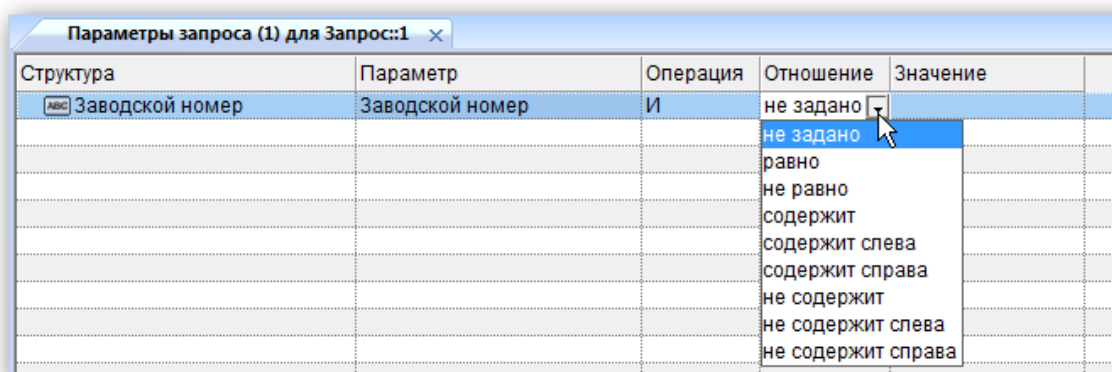 Параметры запроса (1) для Запрос::1
Структура Параметр Операция Отношение Значение
ABC Заводской номер Заводской номер И не задано
не задано
равно
не равно
содержит
содержит слева
содержит справа
не содержит
не содержит слева
не содержит справа